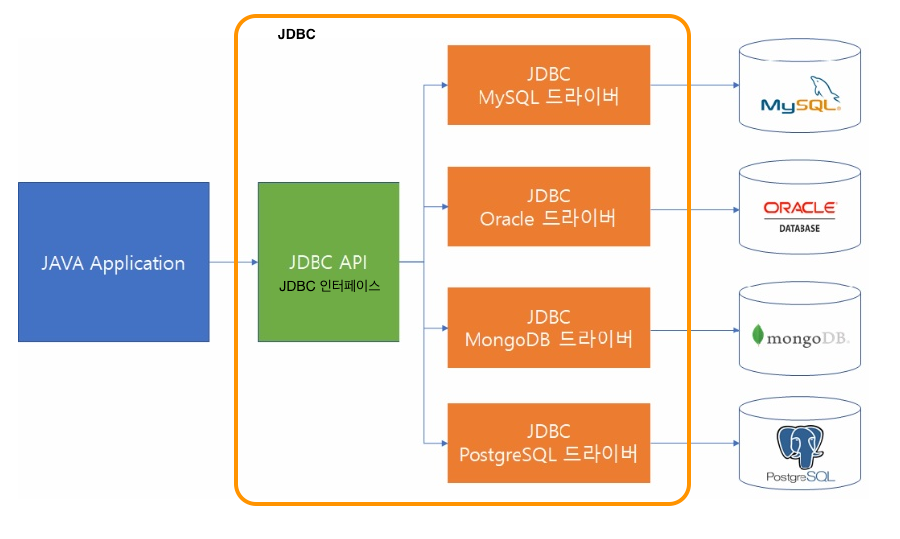 JDBC
JAVA Application
JDBC API
JDBC 인터페이스
JDBC
MySQL 드라이버
JDBC
Oracle 드라이버
JDBC
MongoDB 드라이버
JDBC
PostgreSQL 드라이버
MySQL®
ORACLE®
DATABASE
mongoDB.
PostgreSQL